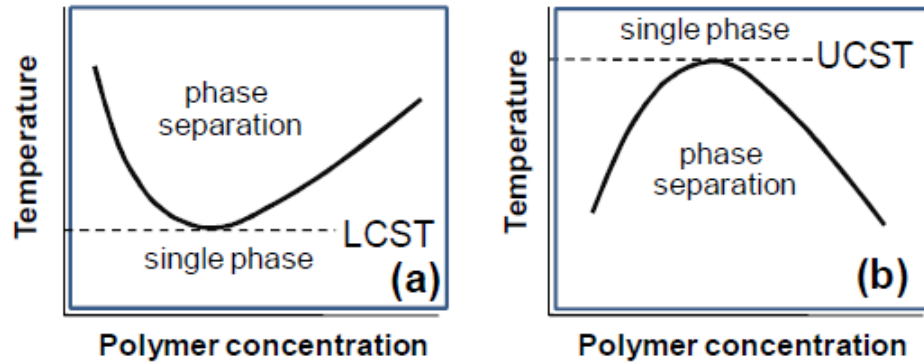 Temperature
phase
separation
LCST
single phase
(a)
Polymer concentration
Temperature
single phase
UCST
phase
separation
(b)
Polymer concentration